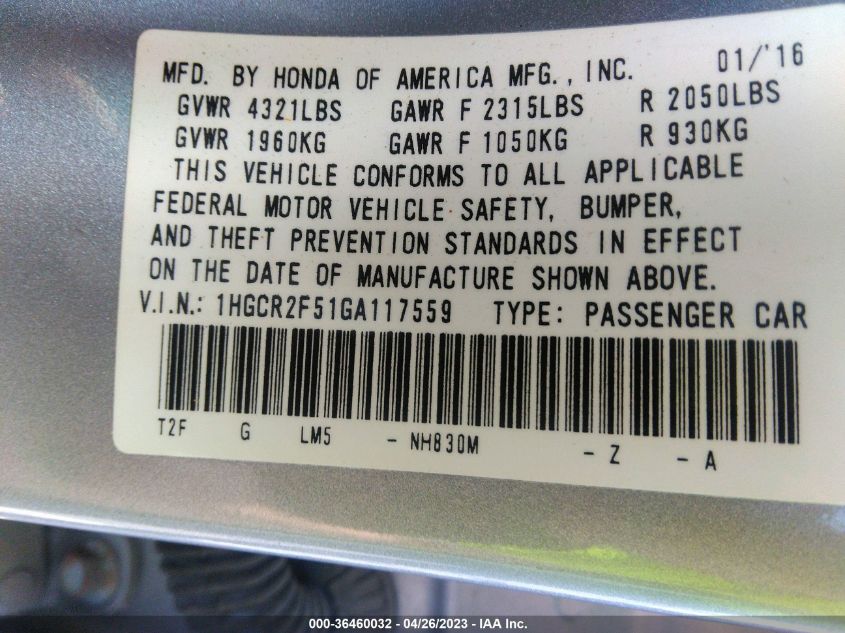 MFD. BY HONDA OF AMERICA MFG., INC. 01/'16
GVWR 4321LBS GAWR F 2315LBS R 2050LBS
GVWR 1960KG GAWR F 1050KG R 930KG
THIS VEHICLE CONFORMS TO ALL APPLICABLE
FEDERAL MOTOR VEHICLE SAFETY, BUMPER,
AND THEFT PREVENTION STANDARDS IN EFFECT
ON THE DATE OF MANUFACTURE SHOWN ABOVE.
V.I.N.: 1HGCR2F51GA117559 TYPE: PASSENGER CAR
T2F G LM5 - NH830M - Z - A
000-36460032 - 04/26/2023 - IAA Inc.